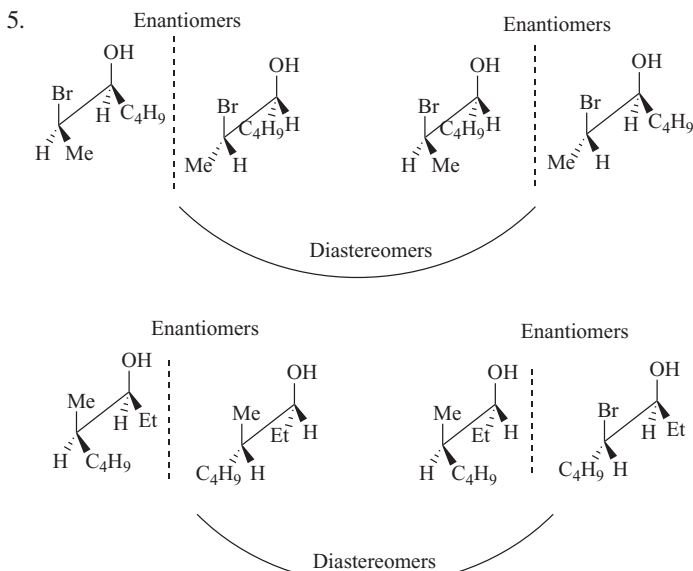 5.
Enantiomers Enantiomers
OH OH OH OH
Br Br Br Br
H C₄H₉ C₄H₉ H C₄H₉ H H C₄H₉
H Me Me H H Me Me H
Diastereomers
Enantiomers Enantiomers
OH OH OH OH
Me Me Me Br
H Et Et H Et H H Et
H C₄H₉ C₄H₉ H H C₄H₉ C₄H₉ H
Diastereomers